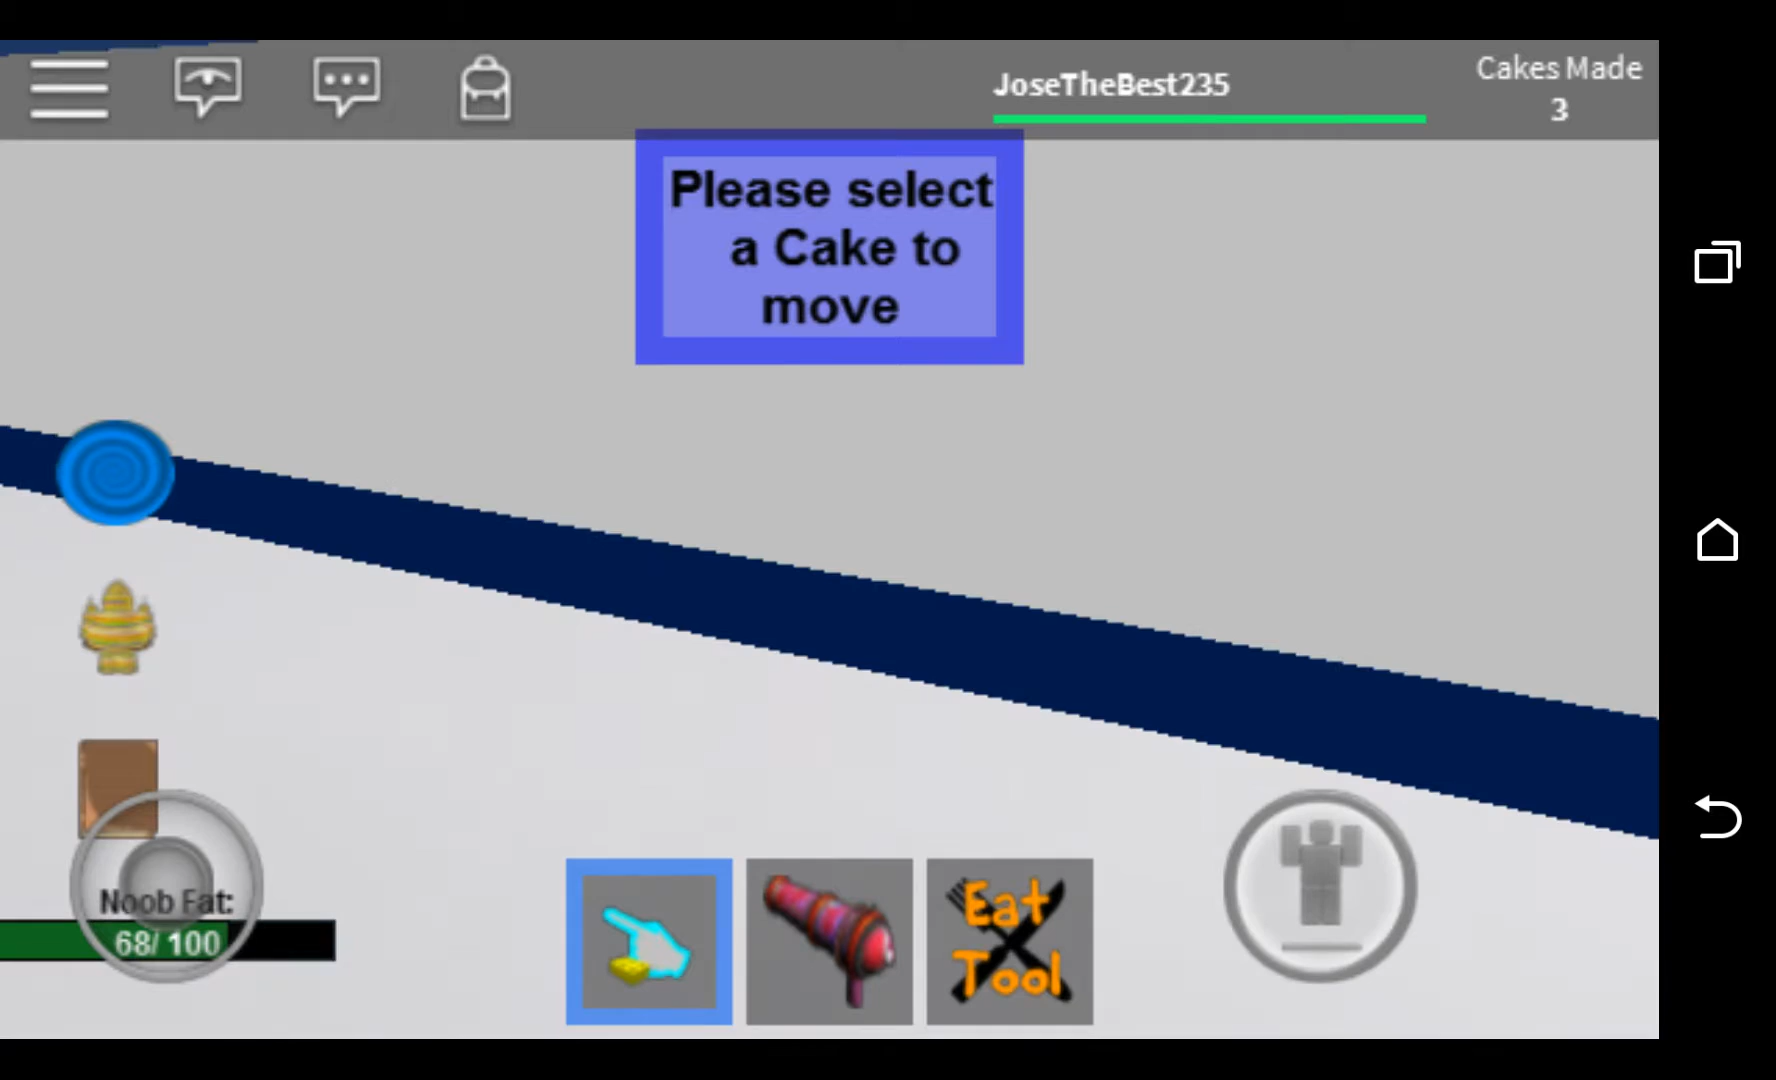 JoseTheBest235
Cakes Made
3
Please select
a Cake to
move
Noob Fat:
68/ 100
Eat
Tool